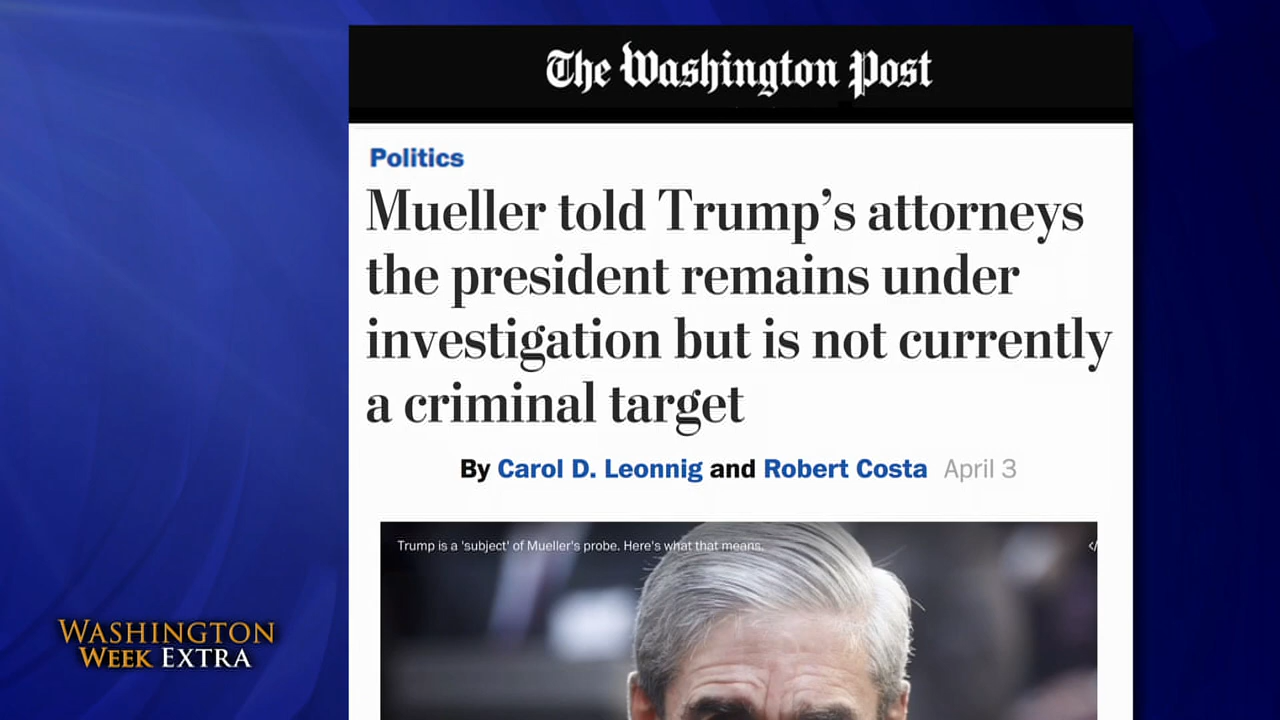 The Washington Post
Politics
Mueller told Trump’s attorneys
the president remains under
investigation but is not currently
a criminal target
By Carol D. Leonnig and Robert Costa April 3
Trump is a 'subject' of Mueller's probe. Here's what that means.
</>
WASHINGTON
WEEK EXTRA